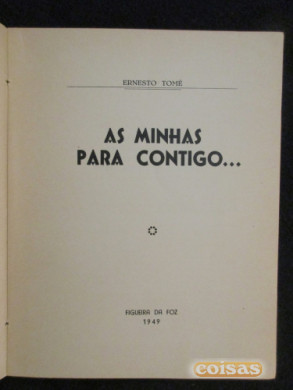 ERNESTO TOMÉ
AS MINHAS
PARA CONTIGO...
FIGUEIRA DA FOZ
1949
coisas